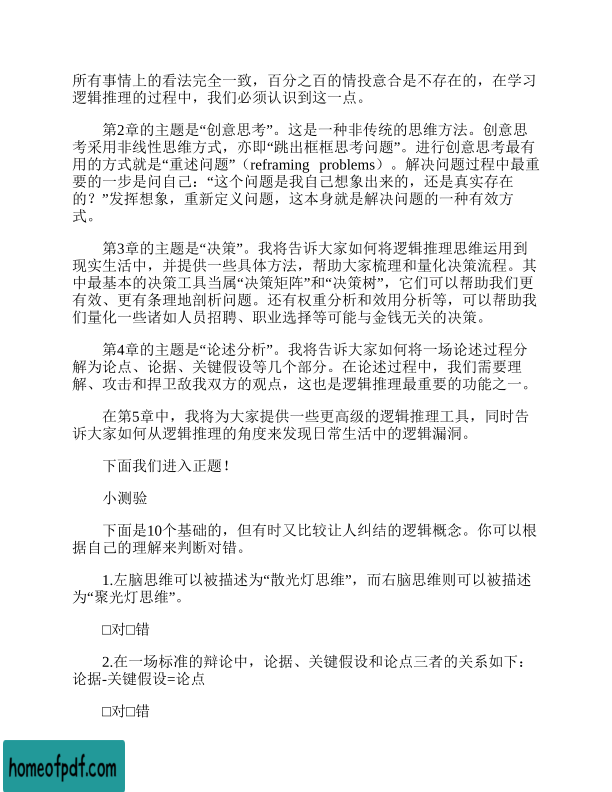 所有事情上的看法完全一致，百分之百的情投意合是不存在的，在学习
逻辑推理的过程中，我们必须认识到这一点。
第2章的主题是“创意思考”。这是一种非传统的思维方法。创意思
考采用非线性思维方式，亦即“跳出框框思考问题”。进行创意思考最有
用的方式就是“重述问题”（reframing problems）。解决问题过程中最重
要的一步是问自己：“这个问题是我自己想象出来的，还是真实存在
的？”发挥想象，重新定义问题，这本身就是解决问题的一种有效方
式。
第3章的主题是“决策”。我将告诉大家如何将逻辑推理思维运用到
现实生活中，并提供一些具体方法，帮助大家梳理和量化决策流程。其
中最基本的决策工具当属“决策矩阵”和“决策树”，它们可以帮助我们更
有效、更有条理地剖析问题。还有权重分析和效用分析等，可以帮助我
们量化一些诸如人员招聘、职业选择等可能与金钱无关的决策。
第4章的主题是“论述分析”。我将告诉大家如何将一场论述过程分
解为论点、论据、关键假设等几个部分。在论述过程中，我们需要理
解、攻击和捍卫敌我双方的观点，这也是逻辑推理最重要的功能之一。
在第5章中，我将为大家提供一些更高级的逻辑推理工具，同时告
诉大家如何从逻辑推理的角度来发现日常生活中的逻辑漏洞。
下面我们进入正题！
小测验
下面是10个基础的，但有时又比较让人纠结的逻辑概念。你可以根
据自己的理解来判断对错。
1.左脑思维可以被描述为“散光灯思维”，而右脑思维则可以被描述
为“聚光灯思维”。
□对□错
2.在一场标准的辩论中，论据、关键假设和论点三者的关系如下：
论据-关键假设=论点
□对□错
homeofpdf.com